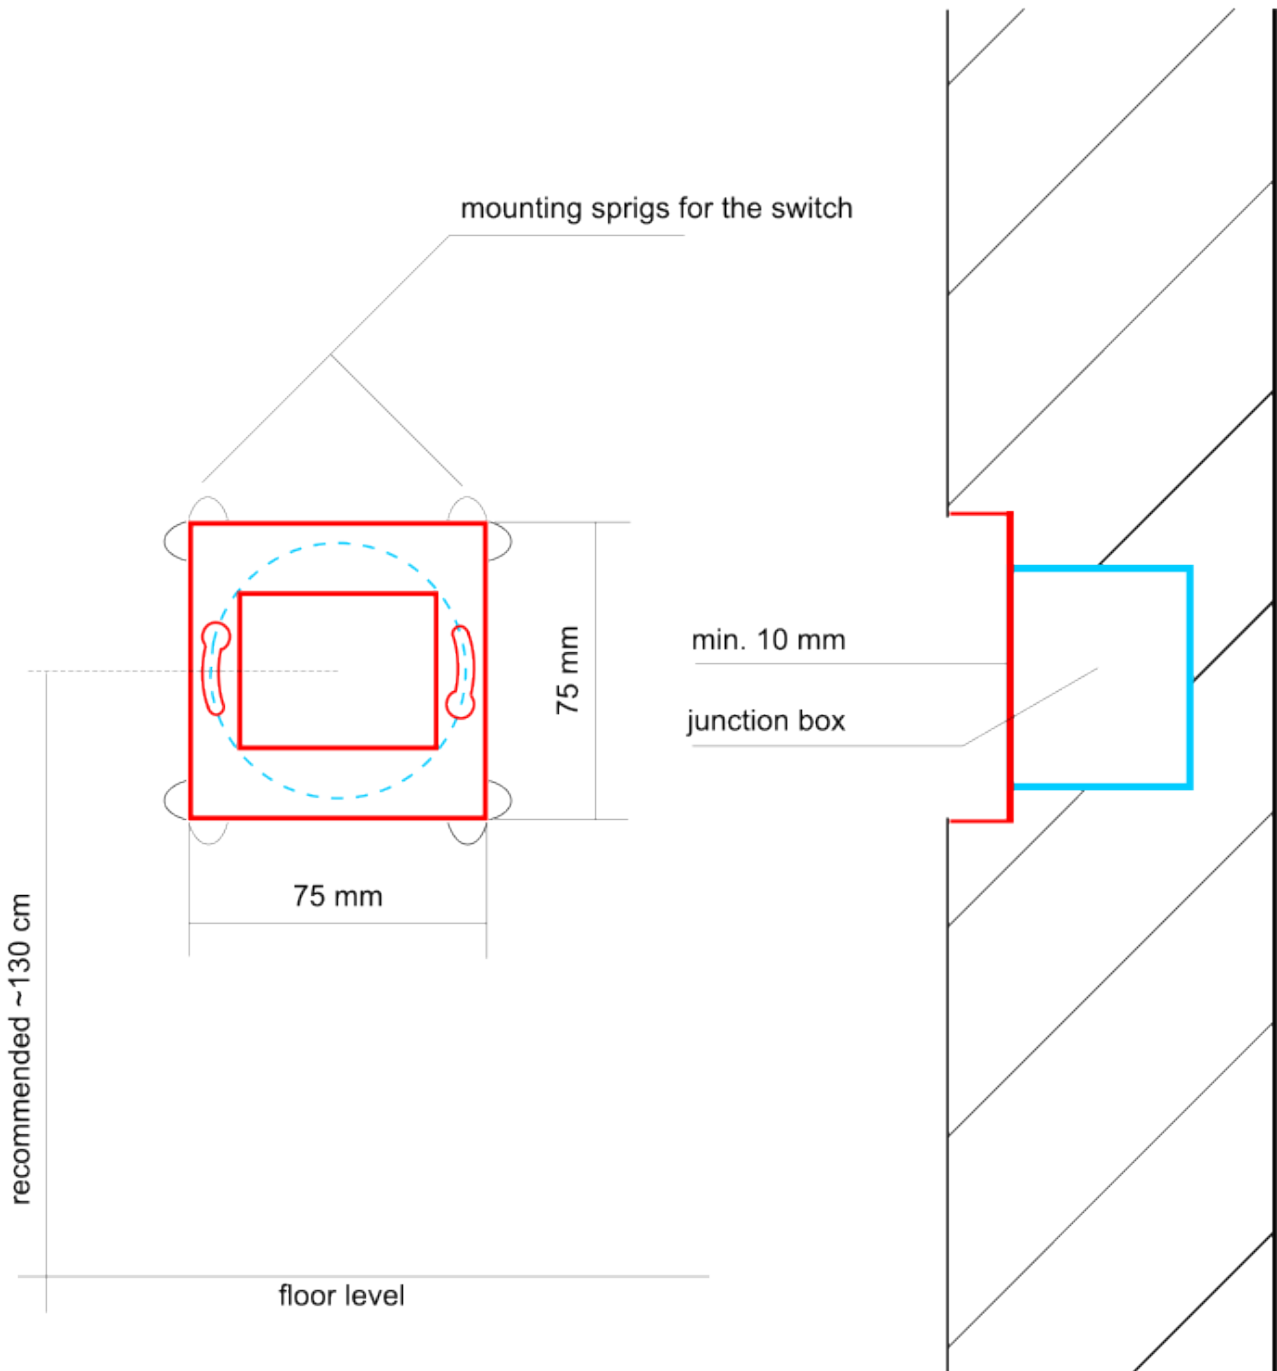 mounting sprigs for the switch
min. 10 mm
75 mm
junction box
75 mm
recommended ~130 cm
floor level